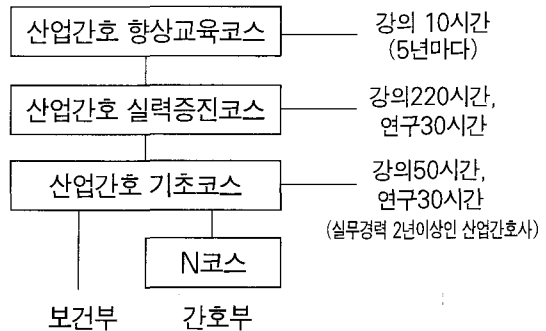 산업간호 향상교육코스
강의 10시간
(5년마다)
산업간호 실력증진코스
강의220시간,
연구30시간
산업간호 기초코스
강의50시간,
연구30시간
(실무경력 2년이상인 산업간호사)
N코스
보건부
간호부